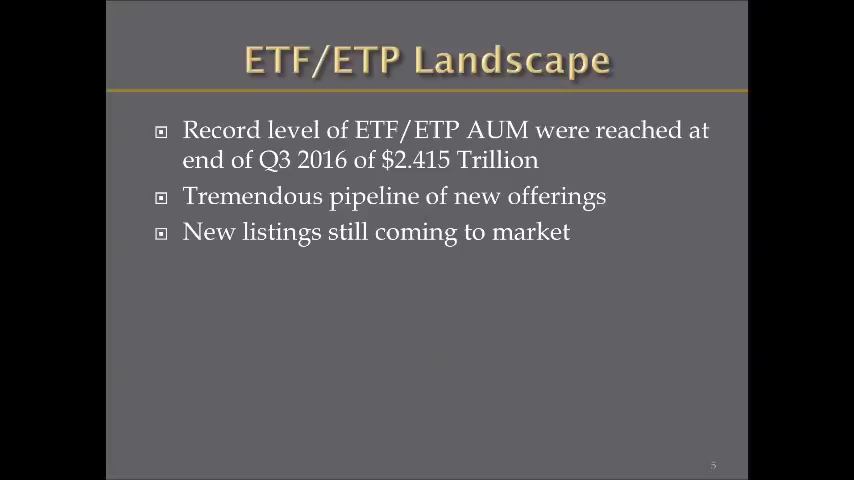 ETF/ETP Landscape
Record level of ETF/ETP AUM were reached at
end of Q3 2016 of $2.415 Trillion
Tremendous pipeline of new offerings
New listings still coming to market
5